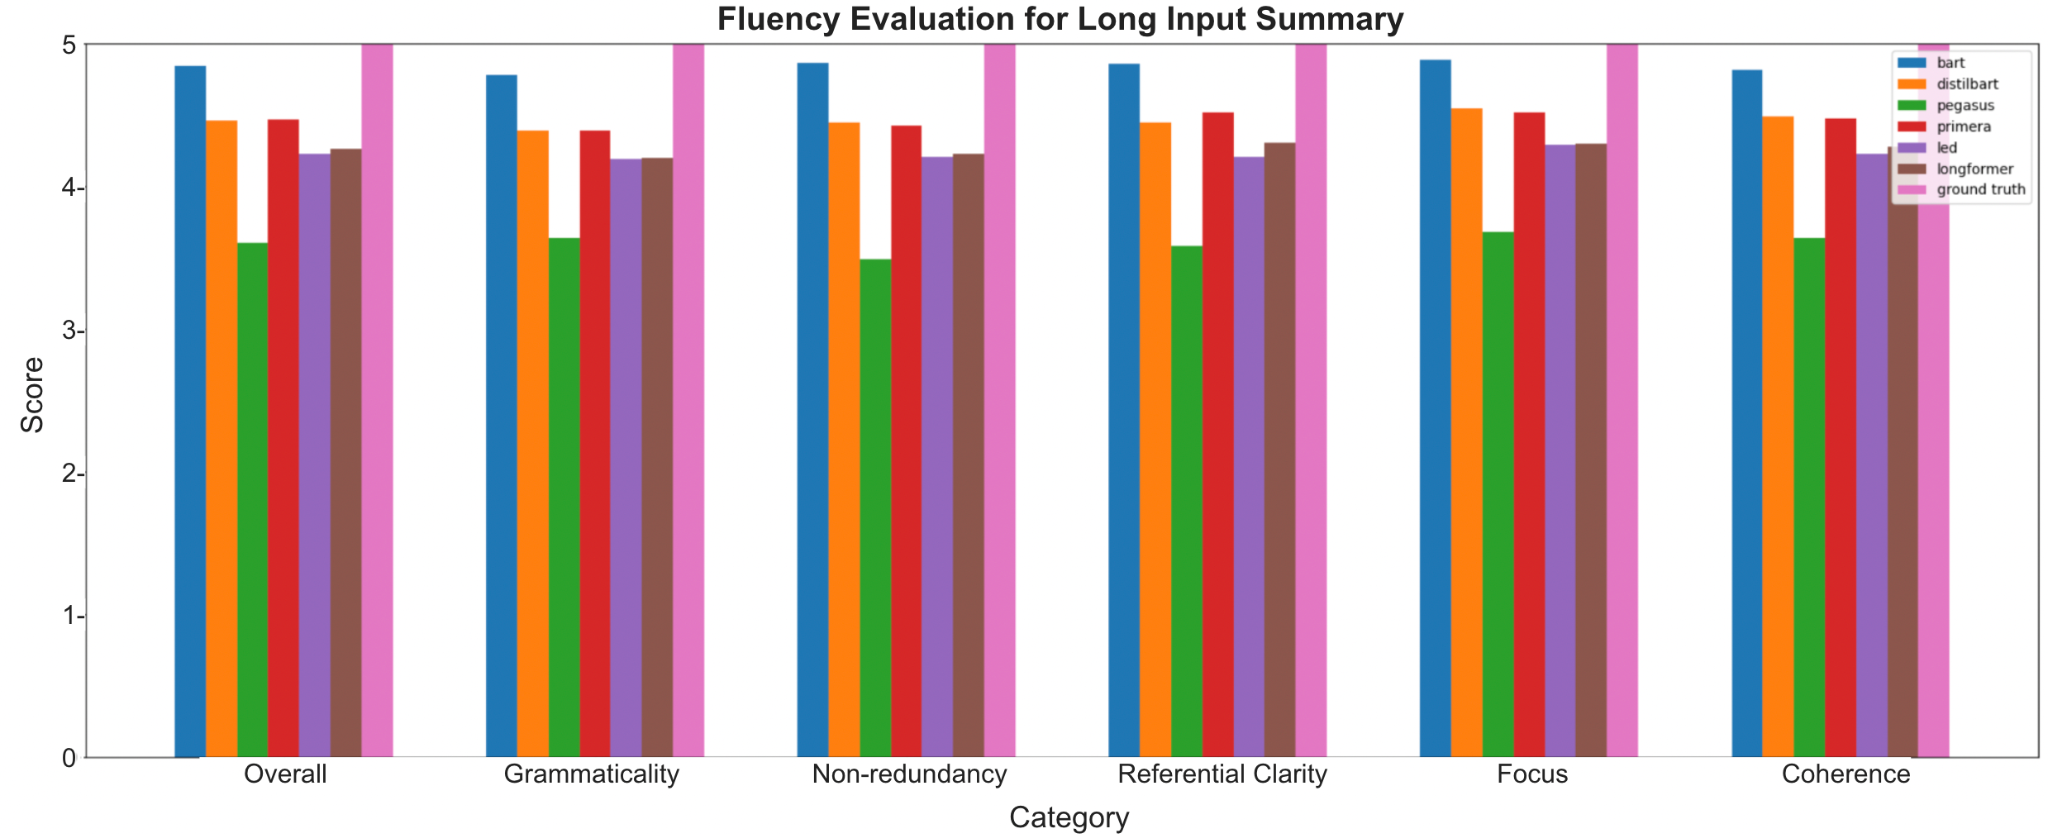 Fluency Evaluation for Long Input Summary
5
4
3
2
1
0
Score
bart
distilbart
pegasus
primera
led
longformer
ground truth
Overall
Grammaticality
Non-redundancy
Referential Clarity
Focus
Coherence
Category